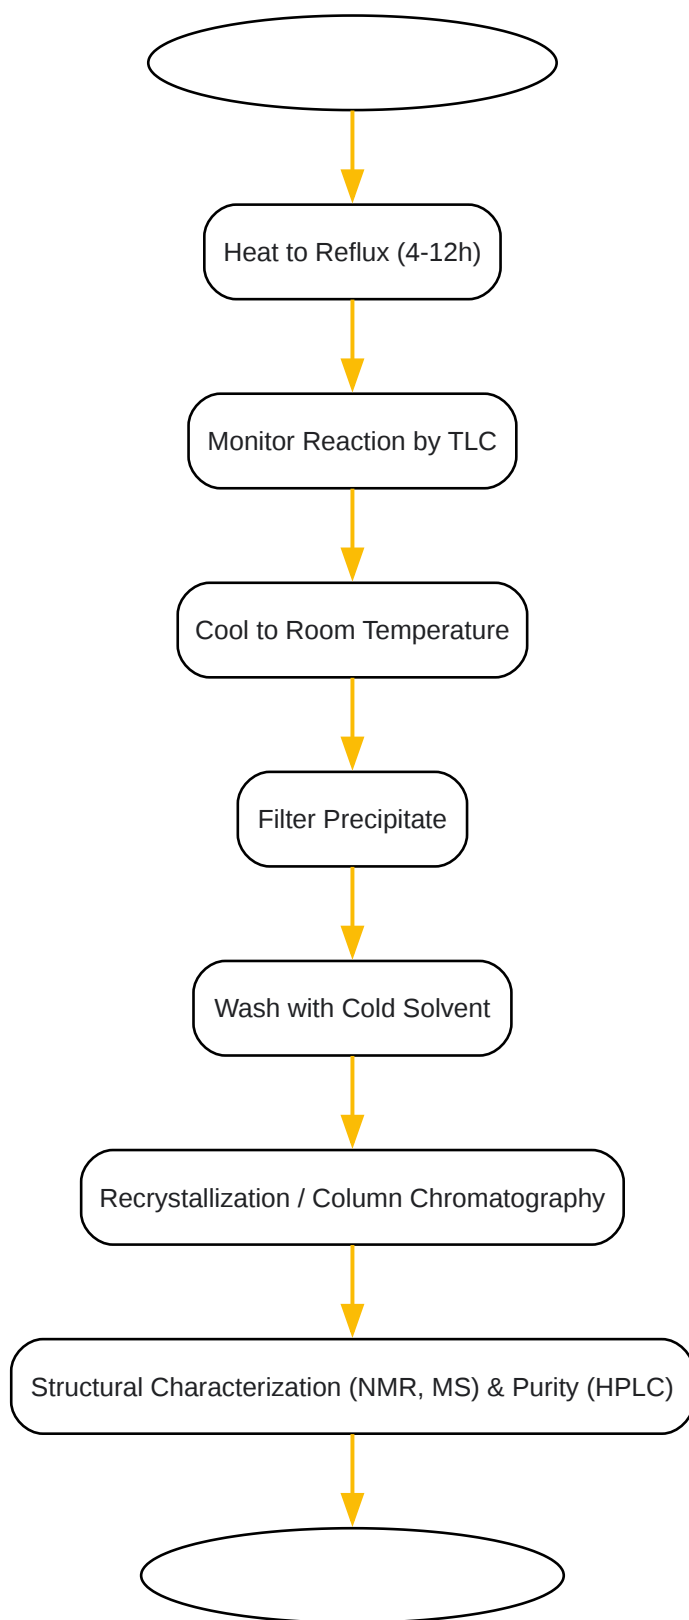 Heat to Reflux (4-12h)
Monitor Reaction by TLC
Cool to Room Temperature
Filter Precipitate
Wash with Cold Solvent
Recrystallization / Column Chromatography
Structural Characterization (NMR, MS) & Purity (HPLC)